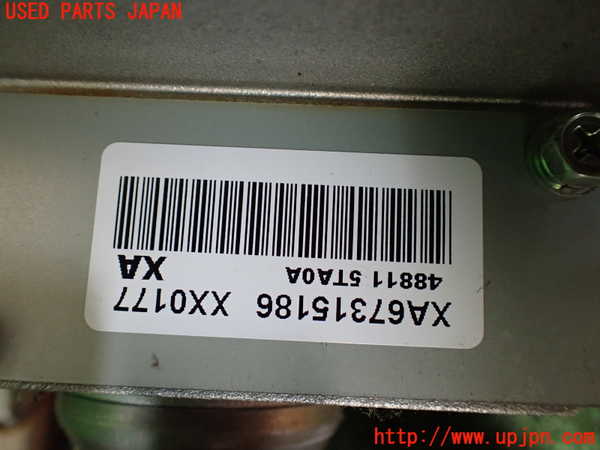 USED PARTS JAPAN
XA67315186 XX0177
48811 5TA0A
XA
http://www.upjpn.com/